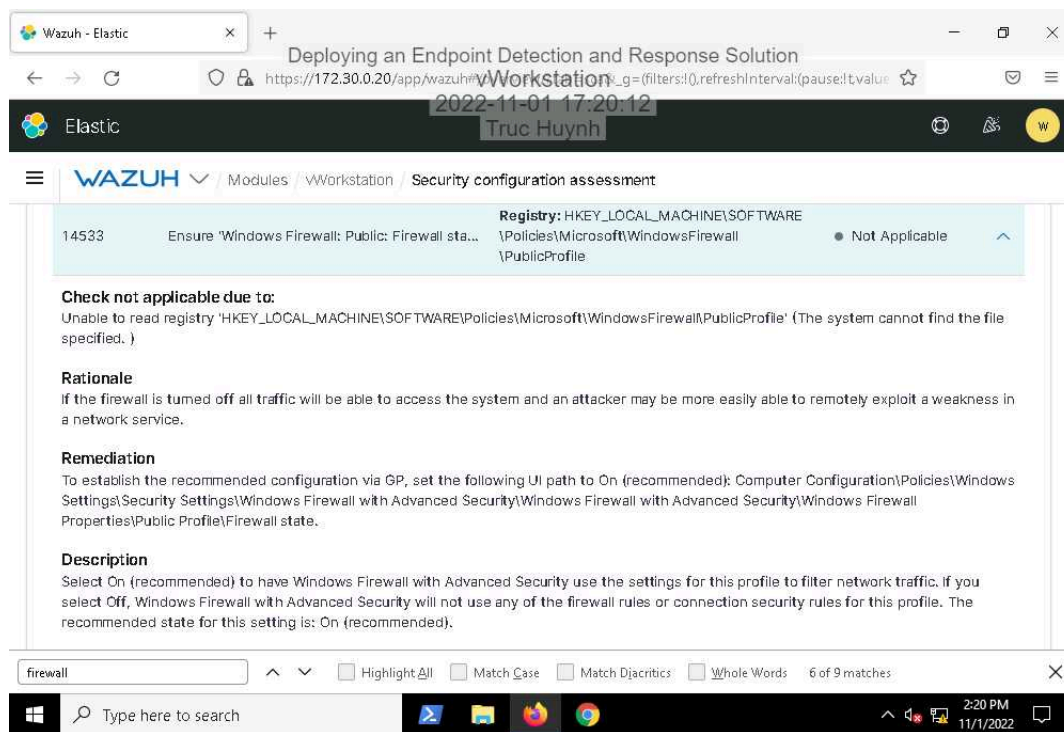 Wazuh - Elastic
Deploying an Endpoint Detection and Response Solution
https://172.30.0.20/app/wazuh#
_g=(filters:!(),refreshInterval:(pause:!t,value
vWorkstation
2022-11-01 17:20:12
Truc Huynh
Elastic
W
WAZUH / Modules / vWorkstation / Security configuration assessment
14533 Ensure 'Windows Firewall: Public: Firewall sta... Registry: HKEY_LOCAL_MACHINE\SOFTWARE
\Policies\Microsoft\WindowsFirewall
\PublicProfile
Not Applicable
Check not applicable due to:
Unable to read registry 'HKEY_LOCAL_MACHINE\SOFTWARE\Policies\Microsoft\WindowsFirewall\PublicProfile' (The system cannot find the file
specified. )
Rationale
If the firewall is turned off all traffic will be able to access the system and an attacker may be more easily able to remotely exploit a weakness in
a network service.
Remediation
To establish the recommended configuration via GP, set the following UI path to On (recommended): Computer Configuration\Policies\Windows
Settings\Security Settings\Windows Firewall with Advanced Security\Windows Firewall with Advanced Security\Windows Firewall
Properties\Public Profile\Firewall state.
Description
Select On (recommended) to have Windows Firewall with Advanced Security use the settings for this profile to filter network traffic. If you
select Off, Windows Firewall with Advanced Security will not use any of the firewall rules or connection security rules for this profile. The
recommended state for this setting is: On (recommended).
firewall Highlight All Match Case Match Diacritics Whole Words 6 of 9 matches
Type here to search
2:20 PM
11/1/2022